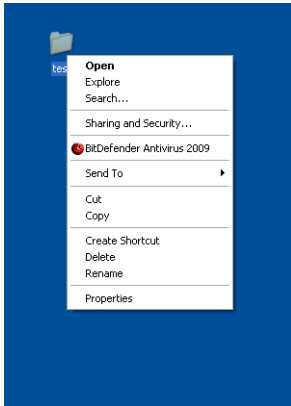 Open
Explore
Search...
Sharing and Security...
BitDefender Antivirus 2009
Send To
Cut
Copy
Create Shortcut
Delete
Rename
Properties